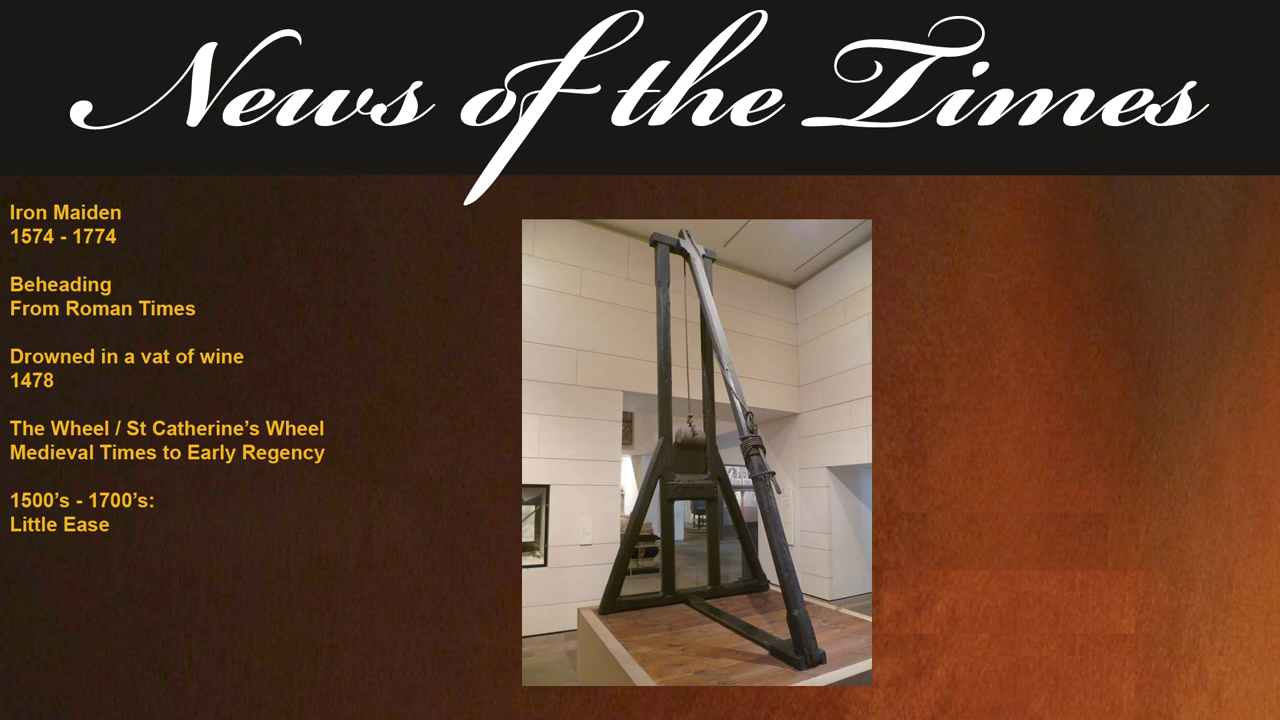 News of the Times
Iron Maiden
1574 - 1774
Beheading
From Roman Times
Drowned in a vat of wine
1478
The Wheel / St Catherine’s Wheel
Medieval Times to Early Regency
1500’s - 1700’s:
Little Ease